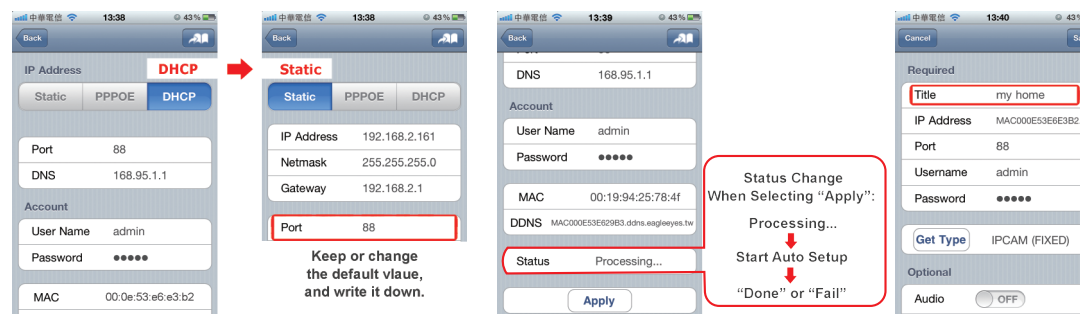 中華電信 13:38 43%
Back
IP Address
DHCP
Static PPPOE DHCP
Port 88
DNS 168.95.1.1
Account
User Name admin
Password ●●●●●
MAC 00:0e:53:e6:e3:b2
中華電信 13:38 43%
Back
Static
Static PPPOE DHCP
IP Address 192.168.2.161
Netmask 255.255.255.0
Gateway 192.168.2.1
Port 88
Keep or change
the default vlaue,
and write it down.
中華電信 13:39 43%
Back
DNS 168.95.1.1
Account
User Name admin
Password ●●●●●
MAC 00:19:94:25:78:4f
DDNS MAC000E53E629B3.ddns.eagleeyes.tw
Status Processing...
Apply
Status Change
When Selecting “Apply”:
Processing...
Start Auto Setup
“Done” or “Fail”
中華電信 13:40 43%
Cancel
Required
Title my home
IP Address MAC000E53E6E3B2.
Port 88
Username admin
Password ●●●●●
Get Type IPCAM (FIXED)
Optional
Audio OFF